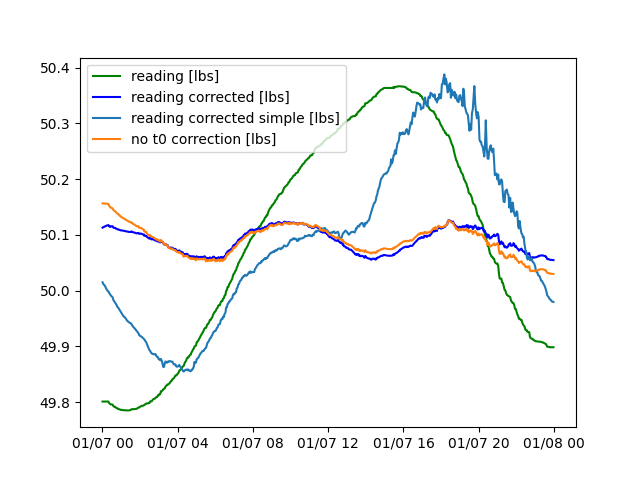 50.4
50.3
50.2
50.1
50.0
49.9
49.8
reading [lbs]
reading corrected [lbs]
reading corrected simple [lbs]
no t0 correction [lbs]
01/07 00 01/07 04 01/07 08 01/07 12 01/07 16 01/07 20 01/08 00